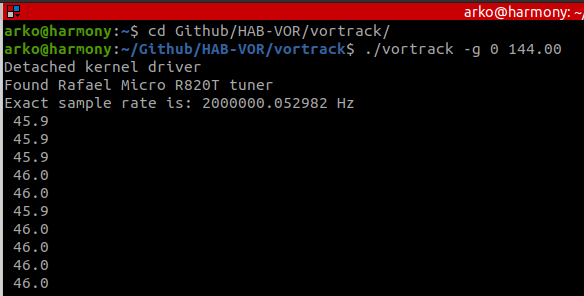 arko@harmony: ~/
arko@harmony:~$ cd Github/HAB-VOR/vortrack/
arko@harmony:~/Github/HAB-VOR/vortrack$ ./vortrack -g 0 144.00
Detached kernel driver
Found Rafael Micro R820T tuner
Exact sample rate is: 2000000.052982 Hz
45.9
45.9
45.9
46.0
46.0
45.9
46.0
46.0
46.0
46.0